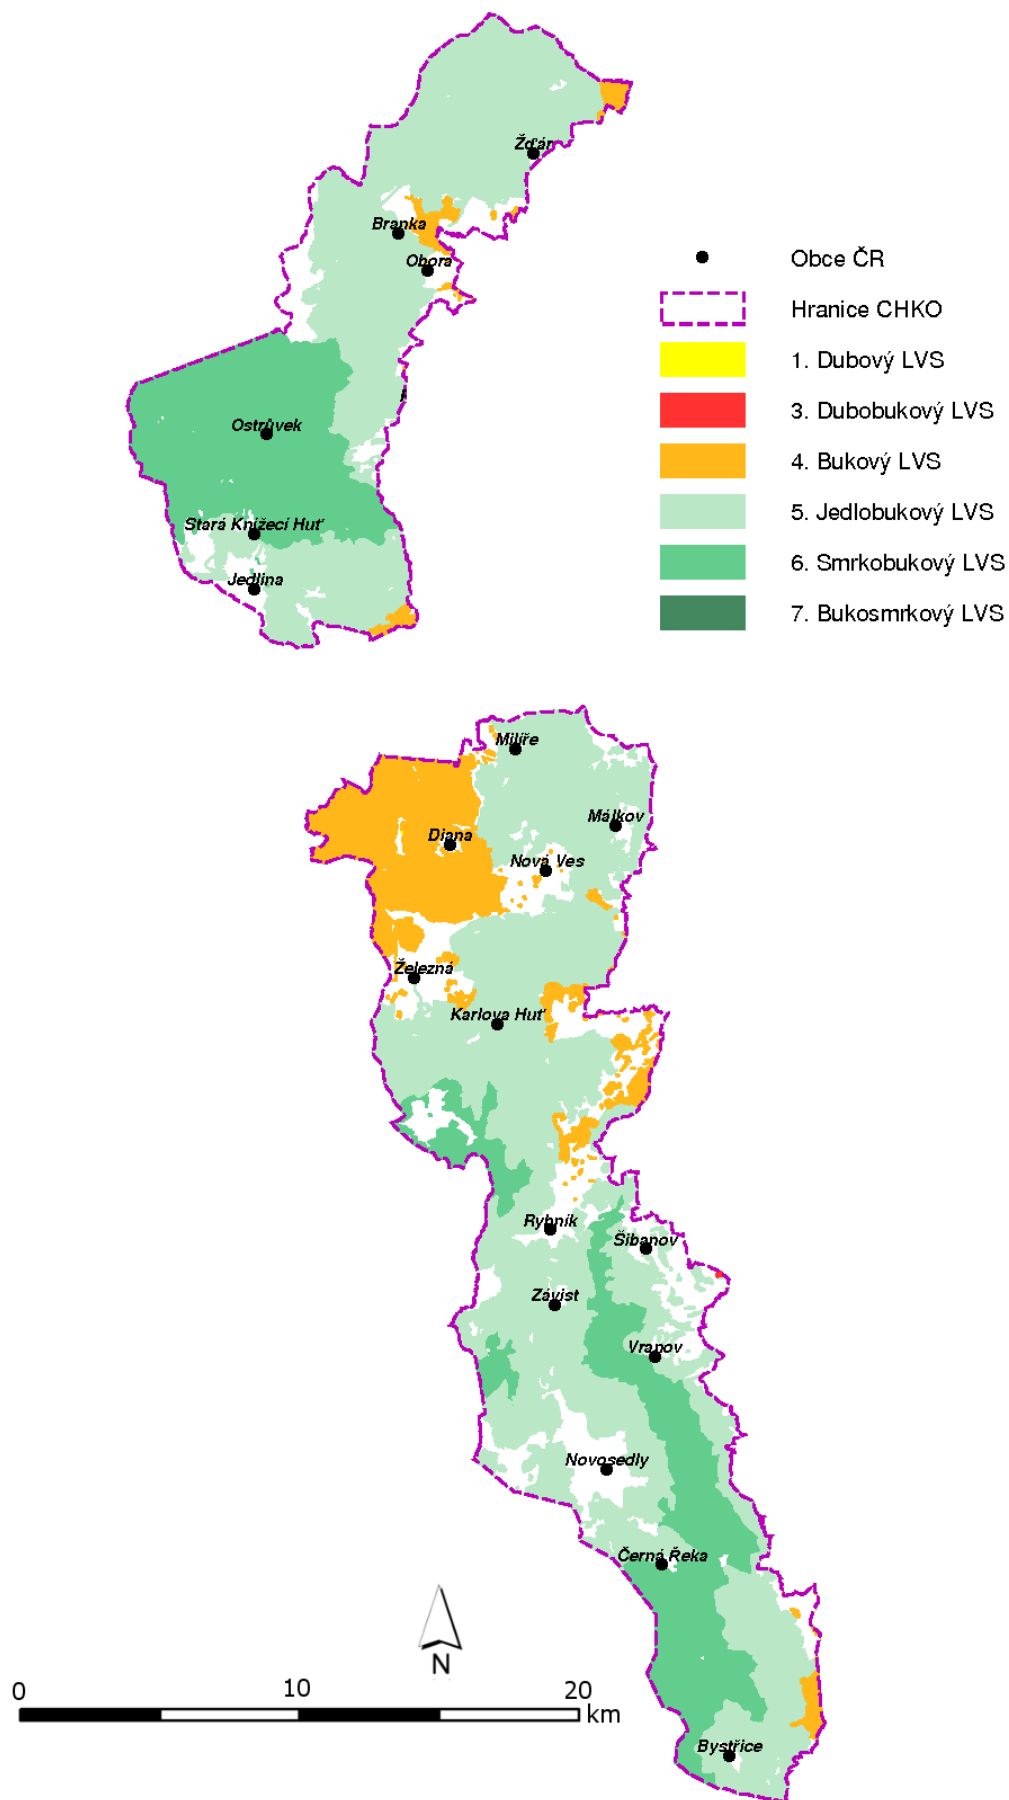 Žďár
Branka
Obora
Obce ČR
Hranice CHKO
1. Dubový LVS
3. Dubobukový LVS
4. Bukový LVS
5. Jedlobukový LVS
6. Smrkobukový LVS
7. Bukosmrkový LVS
Ostrůvek
Stará Knížecí Huť
Jedlina
Milíře
Málkov
Diana
Nová Ves
Železná
Karlova Huť
Rybník
Šibanov
Závist
Vranov
Novosedly
Černá Řeka
N
0 10 20 km
Bystřice